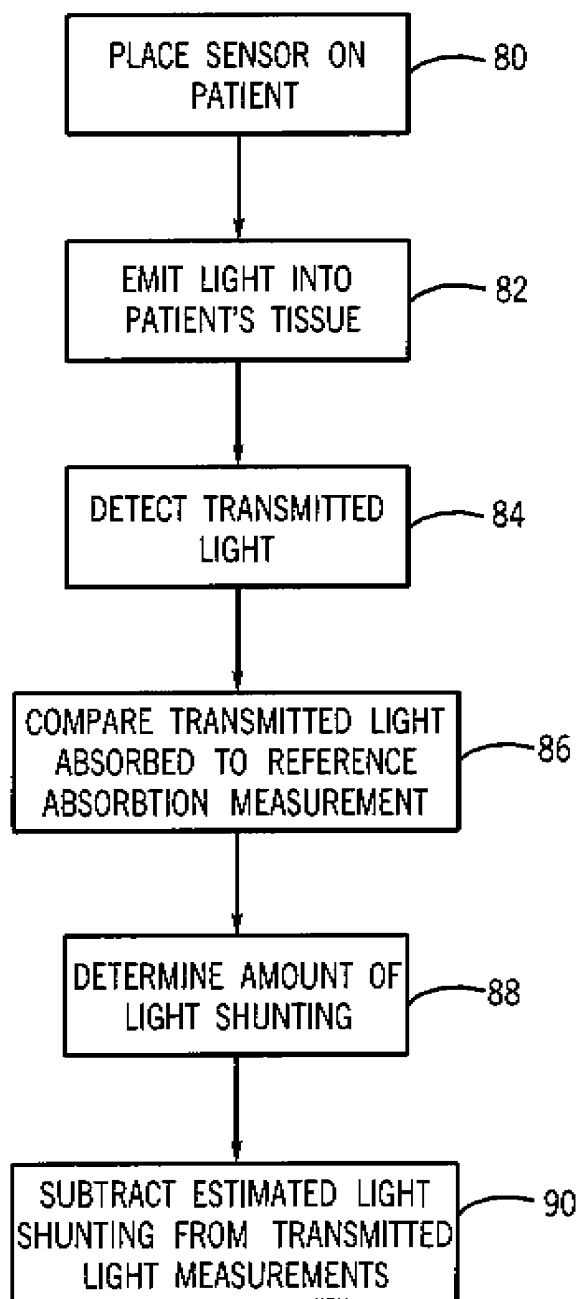 PLACE SENSOR ON
PATIENT
80
EMIT LIGHT INTO
PATIENT'S TISSUE
82
DETECT TRANSMITTED
LIGHT
84
COMPARE TRANSMITTED LIGHT
ABSORBED TO REFERENCE
ABSORBTION MEASUREMENT
86
DETERMINE AMOUNT OF
LIGHT SHUNTING
88
SUBTRACT ESTIMATED LIGHT
SHUNTING FROM TRANSMITTED
LIGHT MEASUREMENTS
90